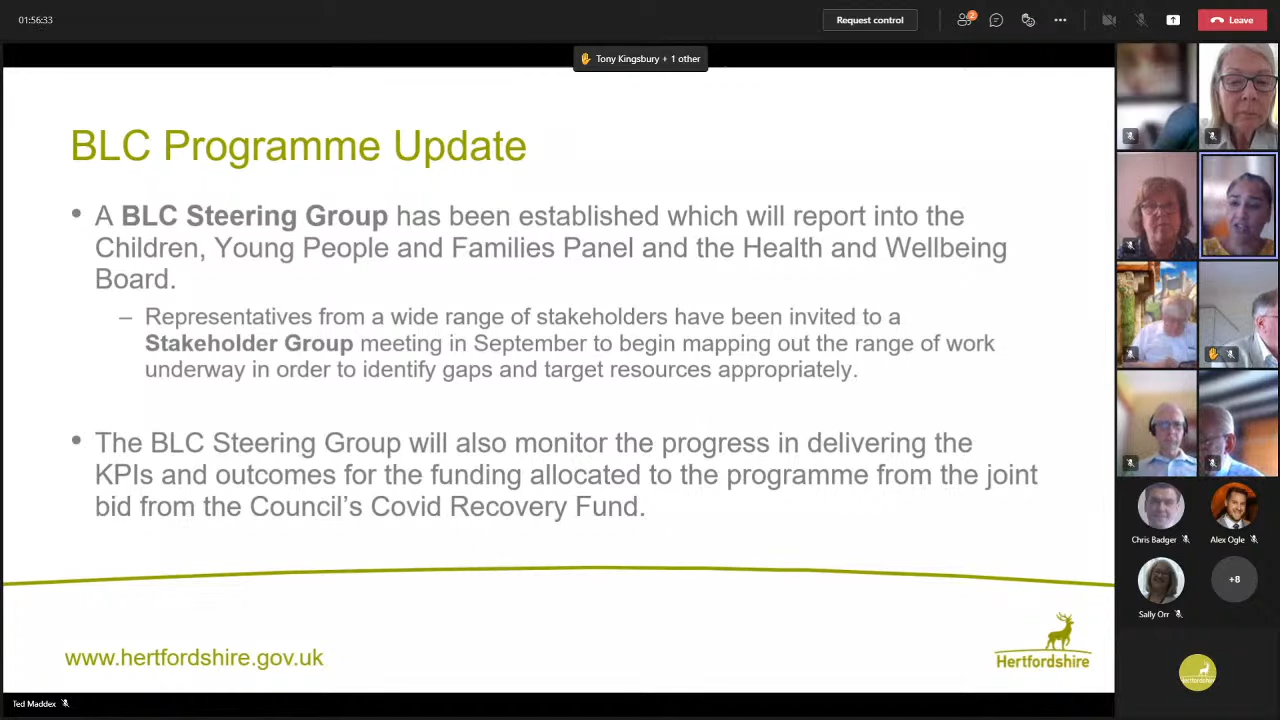 01:56:33
Request control
2
Leave
Tony Kingsbury + 1 other
BLC Programme Update
• A BLC Steering Group has been established which will report into the
Children, Young People and Families Panel and the Health and Wellbeing
Board.
– Representatives from a wide range of stakeholders have been invited to a
Stakeholder Group meeting in September to begin mapping out the range of work
underway in order to identify gaps and target resources appropriately.
• The BLC Steering Group will also monitor the progress in delivering the
KPIs and outcomes for the funding allocated to the programme from the joint
bid from the Council's Covid Recovery Fund.
www.hertfordshire.gov.uk
Hertfordshire
Chris Badger
Alex Ogle
Sally Orr
+8
Hertfordshire
Ted Maddex